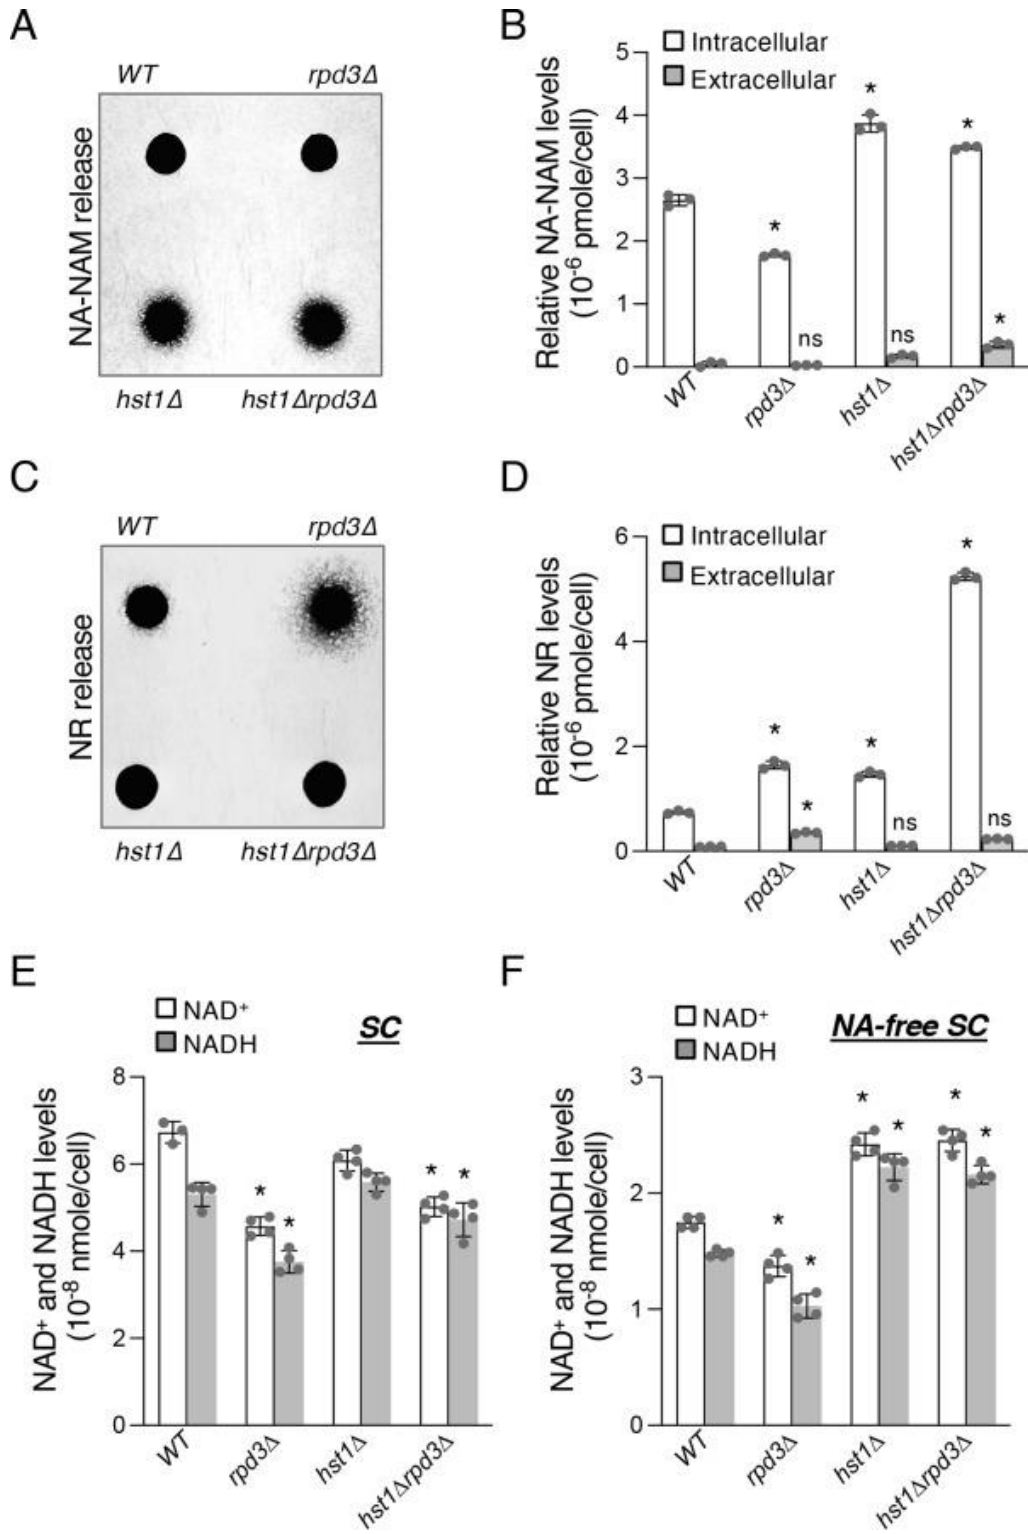 A
WT rpd3Δ
NA-NAM release
hst1Δ hst1Δrpd3Δ
B
Intracellular
Extracellular
Relative NA-NAM levels
(10⁻⁶ pmole/cell)
5
4
3
2
1
0
*
*
*
*
ns
ns
*
WT rpd3Δ hst1Δ hst1Δrpd3Δ
C
WT rpd3Δ
NR release
hst1Δ hst1Δrpd3Δ
D
Intracellular
Extracellular
Relative NR levels
(10⁻⁶ pmole/cell)
6
4
2
0
*
*
*
*
ns
ns
WT rpd3Δ hst1Δ hst1Δrpd3Δ
E
NAD⁺
NADH
SC
NAD⁺ and NADH levels
(10⁻⁸ nmole/cell)
8
6
4
2
0
* * * *
WT rpd3Δ hst1Δ hst1Δrpd3Δ
F
NAD⁺
NADH
NA-free SC
NAD⁺ and NADH levels
(10⁻⁸ nmole/cell)
3
2
1
0
* * * * * *
WT rpd3Δ hst1Δ hst1Δrpd3Δ